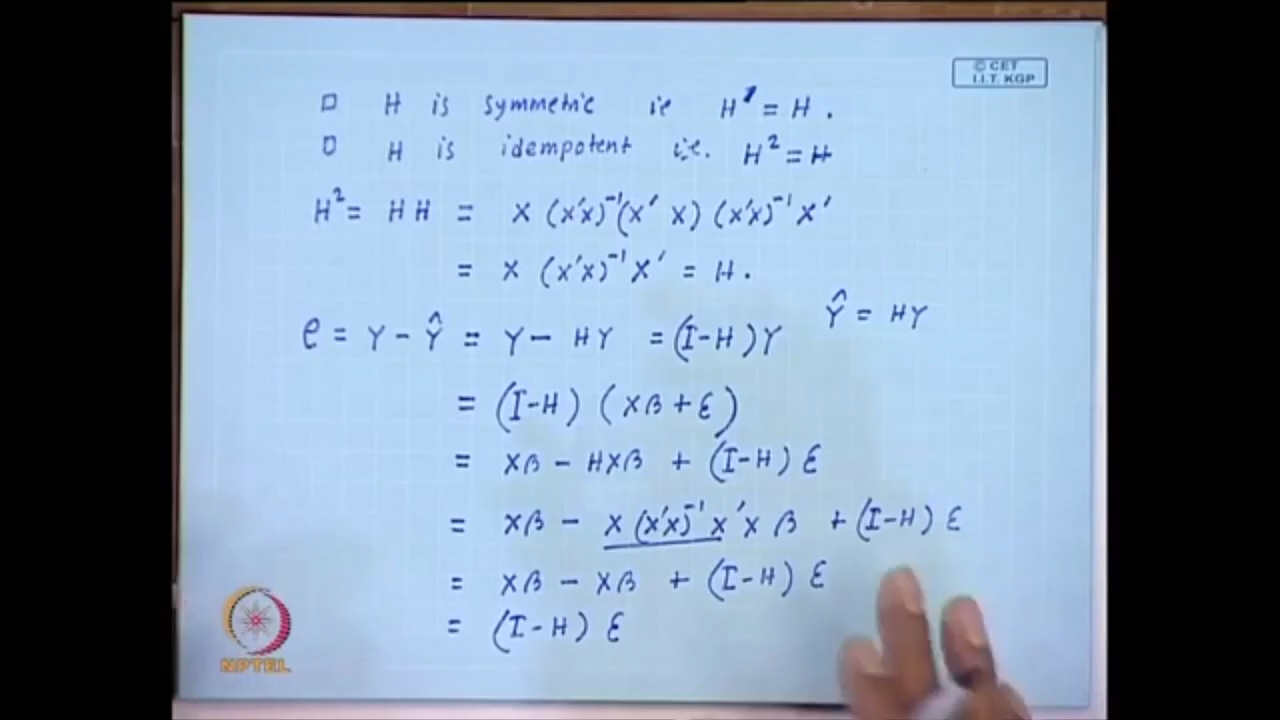 © CET
I.I.T. KGP
□ H is symmetric ie H' = H .
□ H is idempotent i.e. H² = H
H² = HH = X (X'X)⁻¹(X' X) (X'X)⁻¹ X'
= X (X'X)⁻¹ X' = H .
Ŷ = HY
e = Y - Ŷ = Y - HY = (I-H)Y
= (I-H) (Xβ + ε)
= Xβ - HXβ + (I-H) ε
= Xβ - X (X'X)⁻¹ X'X β + (I-H) ε
= Xβ - Xβ + (I-H) ε
= (I-H) ε
NPTEL